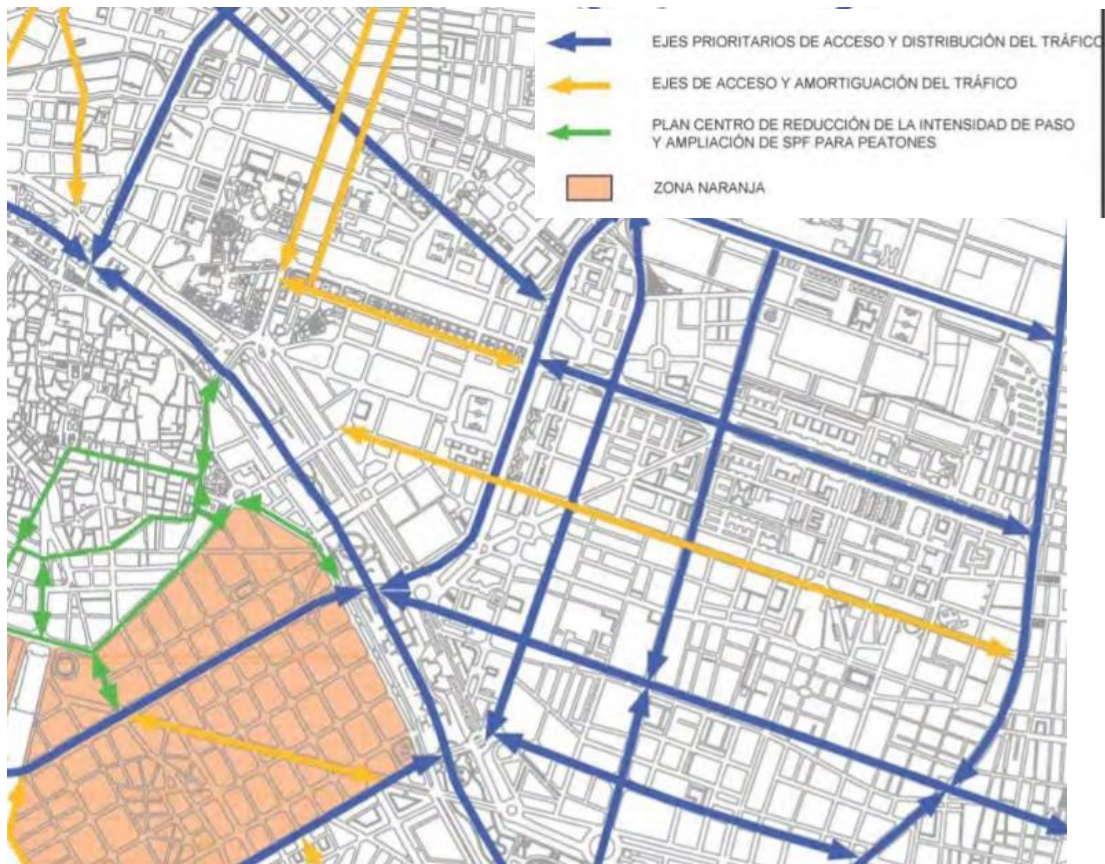 EJES PRIORITARIOS DE ACCESO Y DISTRIBUCIÓN DEL TRÁFICO
EJES DE ACCESO Y AMORTIGUACIÓN DEL TRÁFICO
PLAN CENTRO DE REDUCCIÓN DE LA INTENSIDAD DE PASO
Y AMPLIACIÓN DE SPF PARA PEATONES
ZONA NARANJA